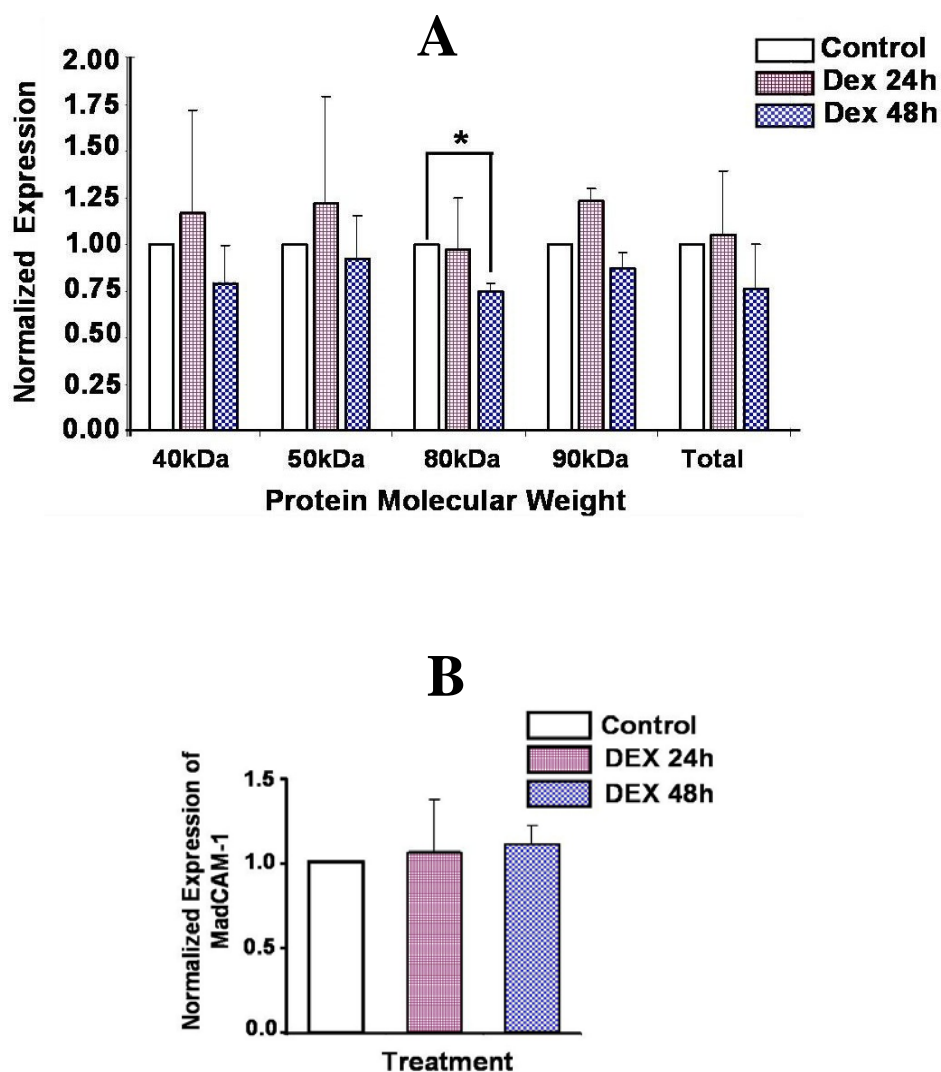 A
Control
Dex 24h
Dex 48h
Normalized Expression
2.00
1.75
1.50
1.25
1.00
0.75
0.50
0.25
0.00
*
40kDa 50kDa 80kDa 90kDa Total
Protein Molecular Weight
B
Control
DEX 24h
DEX 48h
Normalized Expression of
MadCAM-1
1.5
1.0
0.5
0.0
Treatment